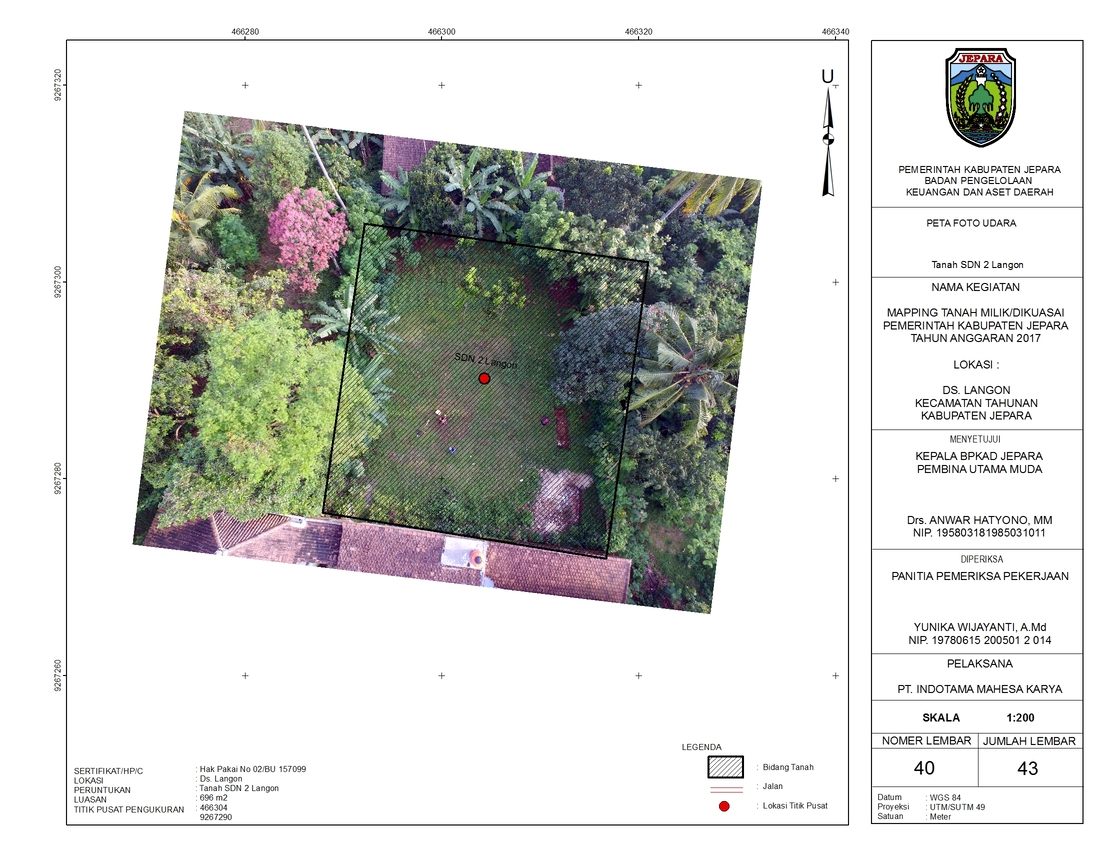 466280
466300
466320
466340
9267320
9267300
9267280
9267260
U
SDN 2 Langon
LEGENDA
Bidang Tanah
: Jalan
: Lokasi Titik Pusat
SERTIFIKAT/HP/C : Hak Pakai No 02/BU 157099
LOKASI : Ds. Langon
PERUNTUKAN : Tanah SDN 2 Langon
LUASAN : 696 m2
TITIK PUSAT PENGUKURAN : 466304
9267290
JEPARA
PEMERINTAH KABUPATEN JEPARA
BADAN PENGELOLAAN
KEUANGAN DAN ASET DAERAH
PETA FOTO UDARA
Tanah SDN 2 Langon
NAMA KEGIATAN
MAPPING TANAH MILIK/DIKUASAI
PEMERINTAH KABUPATEN JEPARA
TAHUN ANGGARAN 2017
LOKASI :
DS. LANGON
KECAMATAN TAHUNAN
KABUPATEN JEPARA
MENYETUJUI
KEPALA BPKAD JEPARA
PEMBINA UTAMA MUDA
Drs. ANWAR HATYONO, MM
NIP. 195803181985031011
DIPERIKSA
PANITIA PEMERIKSA PEKERJAAN
YUNIKA WIJAYANTI, A.Md
NIP. 19780615 200501 2 014
PELAKSANA
PT. INDOTAMA MAHESA KARYA
SKALA 1:200
NOMER LEMBAR JUMLAH LEMBAR
40 43
Datum : WGS 84
Proyeksi : UTM/SUTM 49
Satuan : Meter